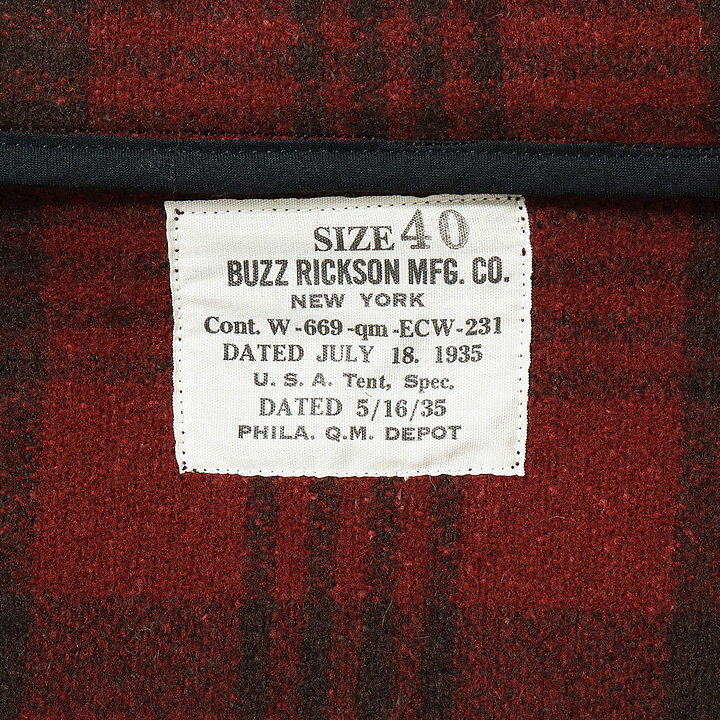 SIZE 40
BUZZ RICKSON MFG. CO.
NEW YORK
Cont. W-669-qm-ECW-231
DATED JULY 18. 1935
U. S. A. Tent, Spec,
DATED 5/16/35
PHILA. Q.M. DEPOT